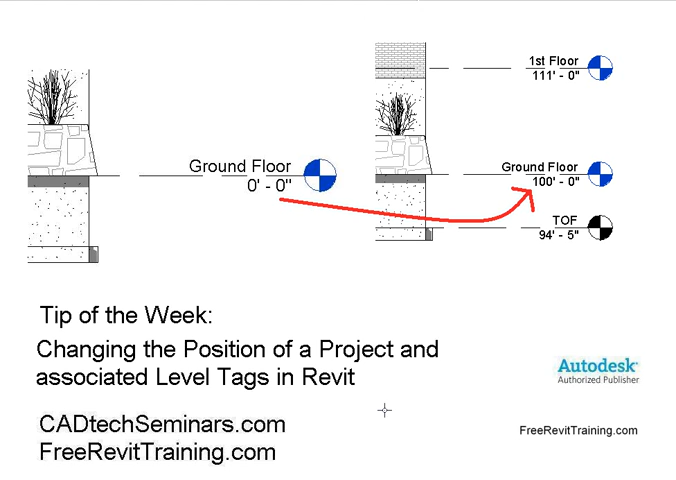 1st Floor
111' - 0"
Ground Floor
0' - 0"
Ground Floor
100' - 0"
TOF
94' - 5"
Tip of the Week:
Changing the Position of a Project and
associated Level Tags in Revit
Autodesk
Authorized Publisher
CADtechSeminars.com
FreeRevitTraining.com
FreeRevitTraining.com